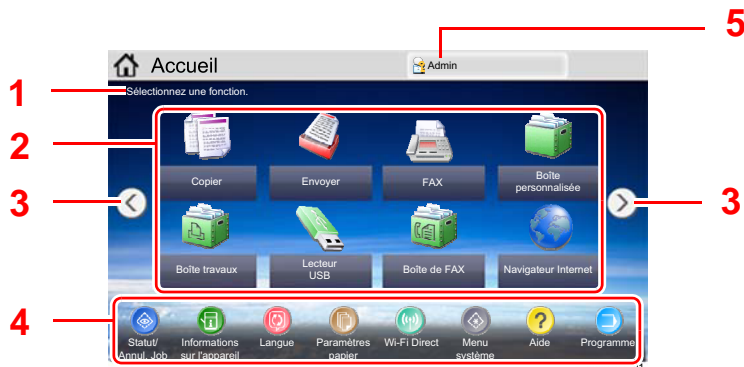 5
Accueil
Admin
1
Sélectionnez une fonction.
2
Copier
Envoyer
FAX
Boîte
personnalisée
3
3
Boîte travaux
Lecteur
USB
Boîte de FAX
Navigateur Internet
4
Statut/
Annul. Job
Informations
sur l'appareil
Langue
Paramètres
papier
Wi-Fi Direct
Menu
système
?
Aide
Programme